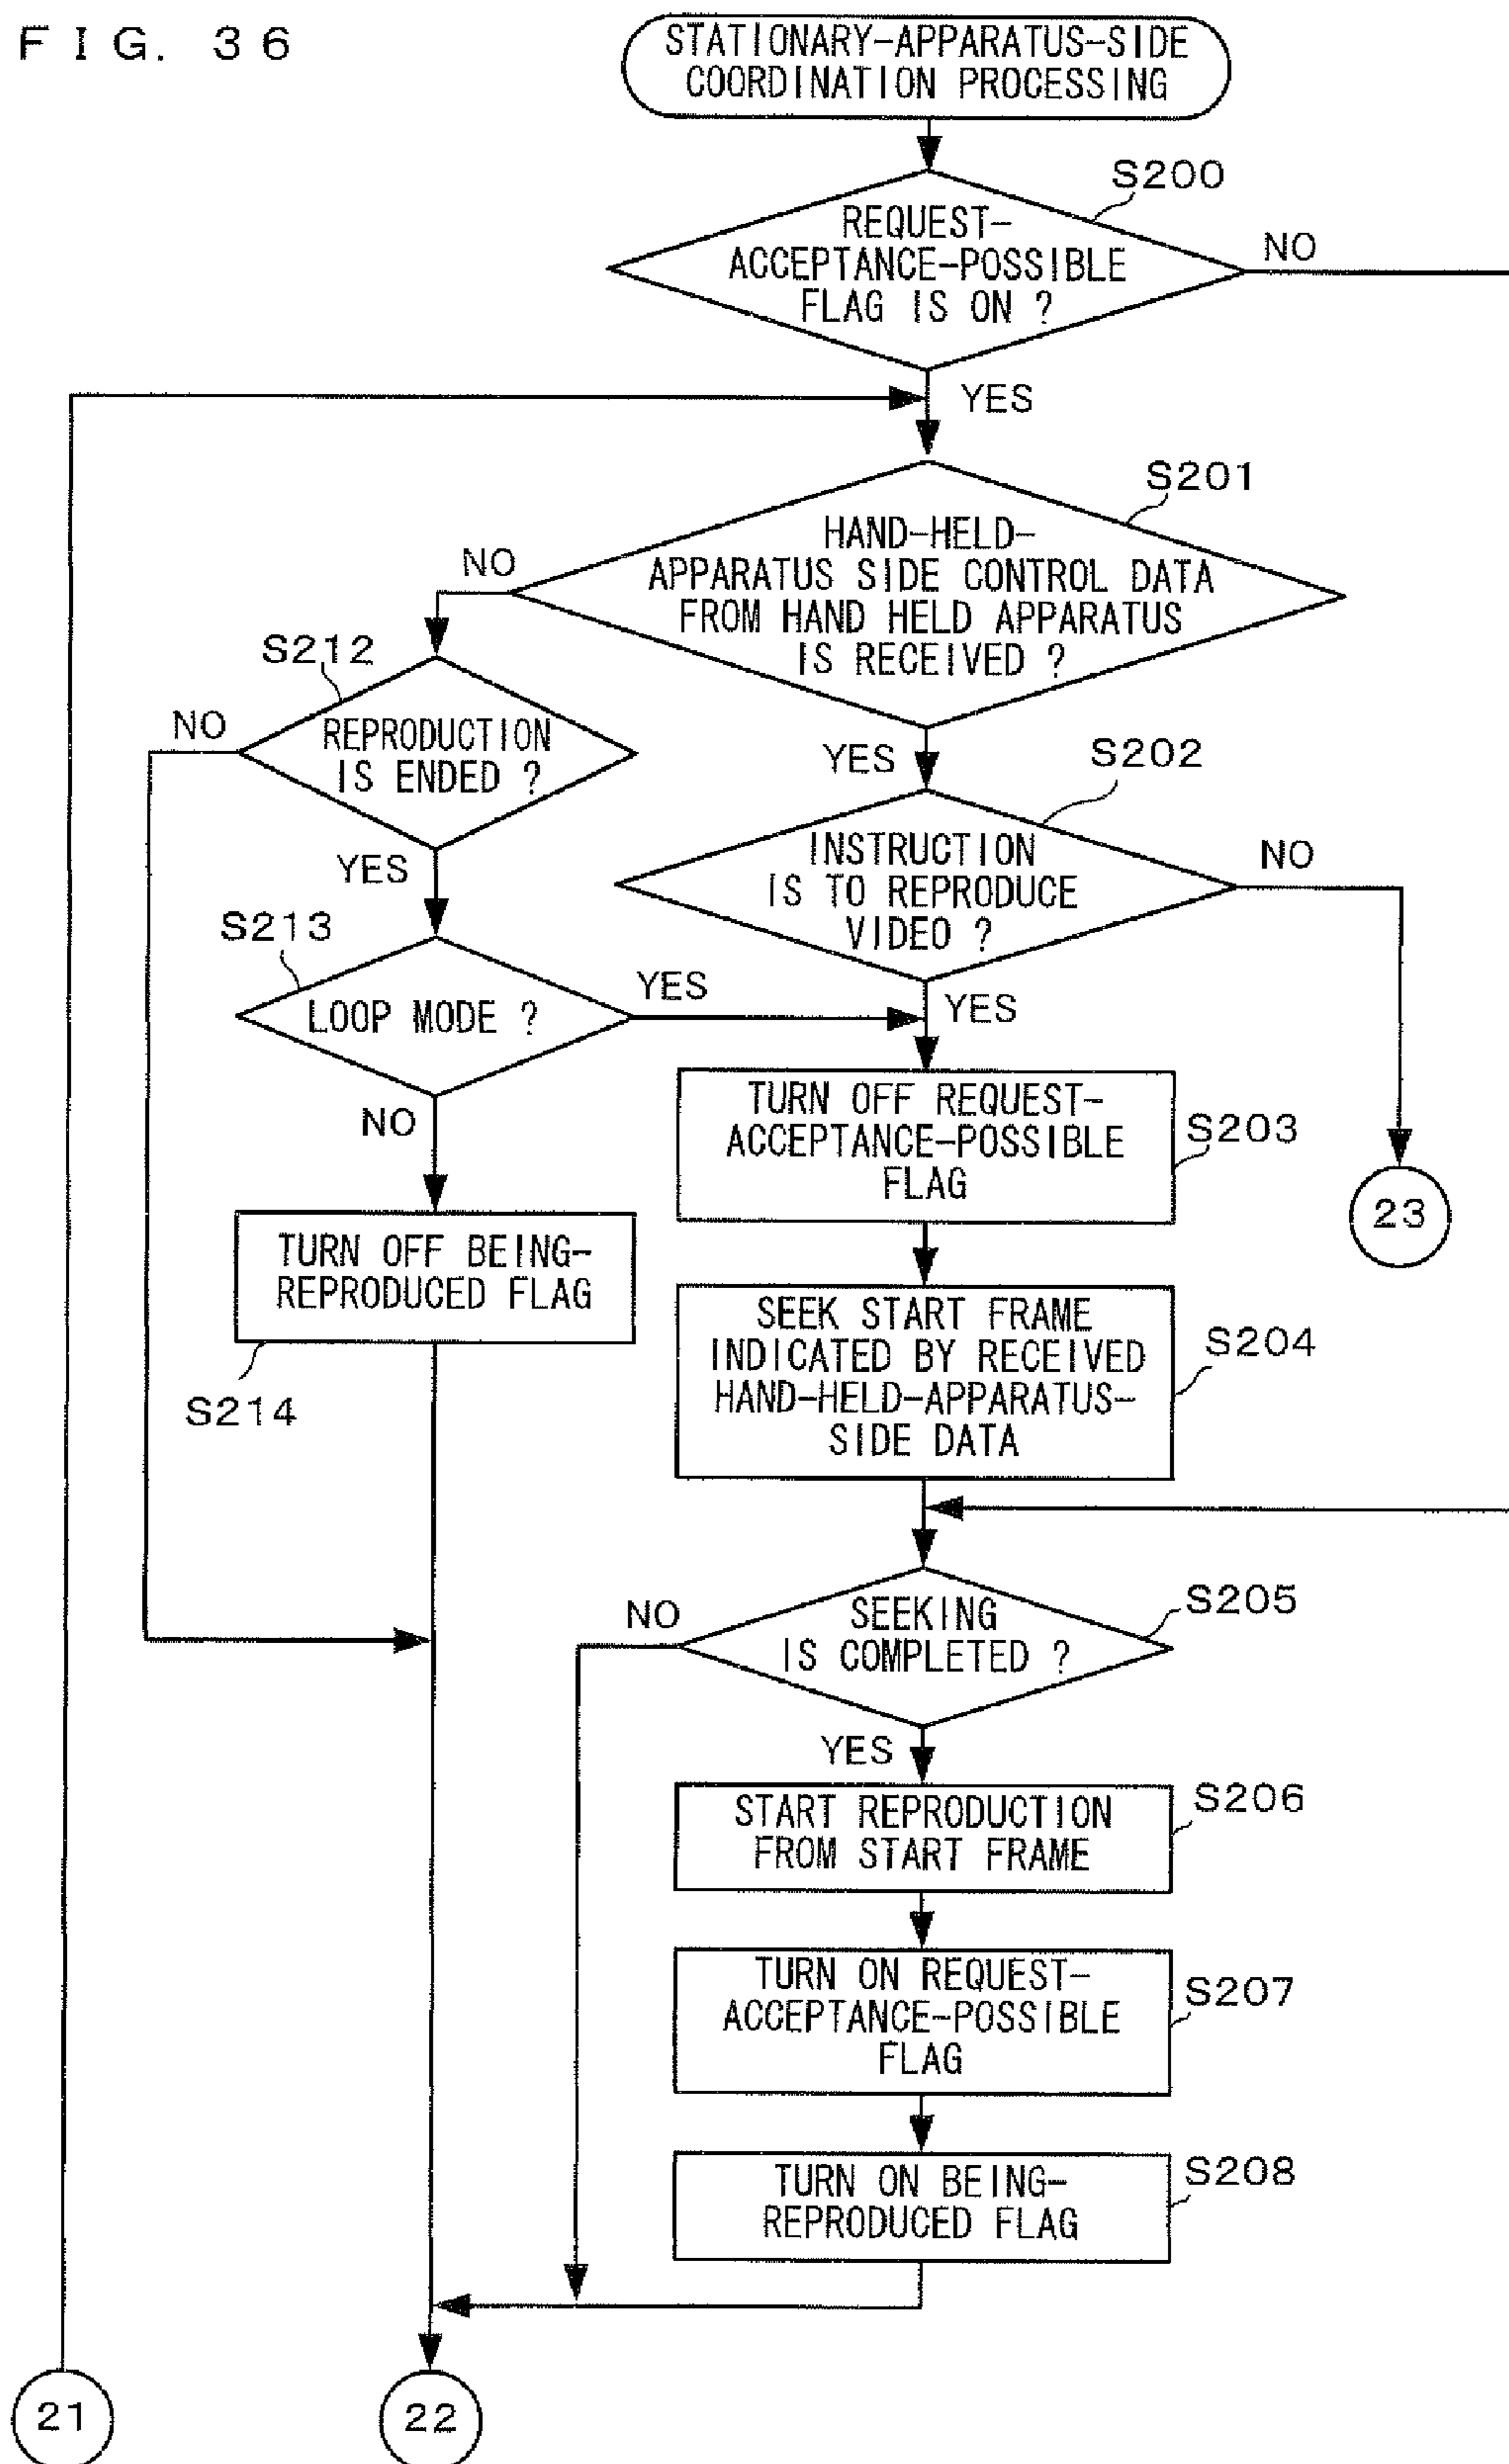 FIG. 36
STATIONARY-APPARATUS-SIDE
COORDINATION PROCESSING
S200
REQUEST-
ACCEPTANCE-POSSIBLE
FLAG IS ON ?
NO
YES
S201
HAND-HELD-
APPARATUS SIDE CONTROL DATA
FROM HAND HELD APPARATUS
IS RECEIVED ?
NO
S212
REPRODUCTION
IS ENDED ?
NO
YES
YES
S202
INSTRUCTION
IS TO REPRODUCE
VIDEO ?
NO
S213
LOOP MODE ?
YES
YES
NO
TURN OFF REQUEST-
ACCEPTANCE-POSSIBLE
FLAG
S203
23
TURN OFF BEING-
REPRODUCED FLAG
S214
SEEK START FRAME
INDICATED BY RECEIVED
HAND-HELD-APPARATUS-
SIDE DATA
S204
SEEKING
IS COMPLETED ?
S205
NO
YES
START REPRODUCTION
FROM START FRAME
S206
TURN ON REQUEST-
ACCEPTANCE-POSSIBLE
FLAG
S207
TURN ON BEING-
REPRODUCED FLAG
S208
21
22